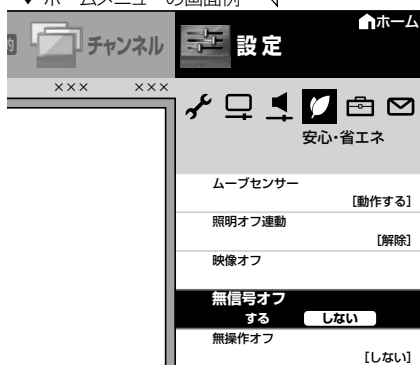 ▼ ホームメニューの画面例
ホーム
チャンネル
設定
××× ×××
安心・省エネ
ムーブセンサー
[動作する]
照明オフ連動
[解除]
映像オフ
無信号オフ
する しない
無操作オフ
[しない]